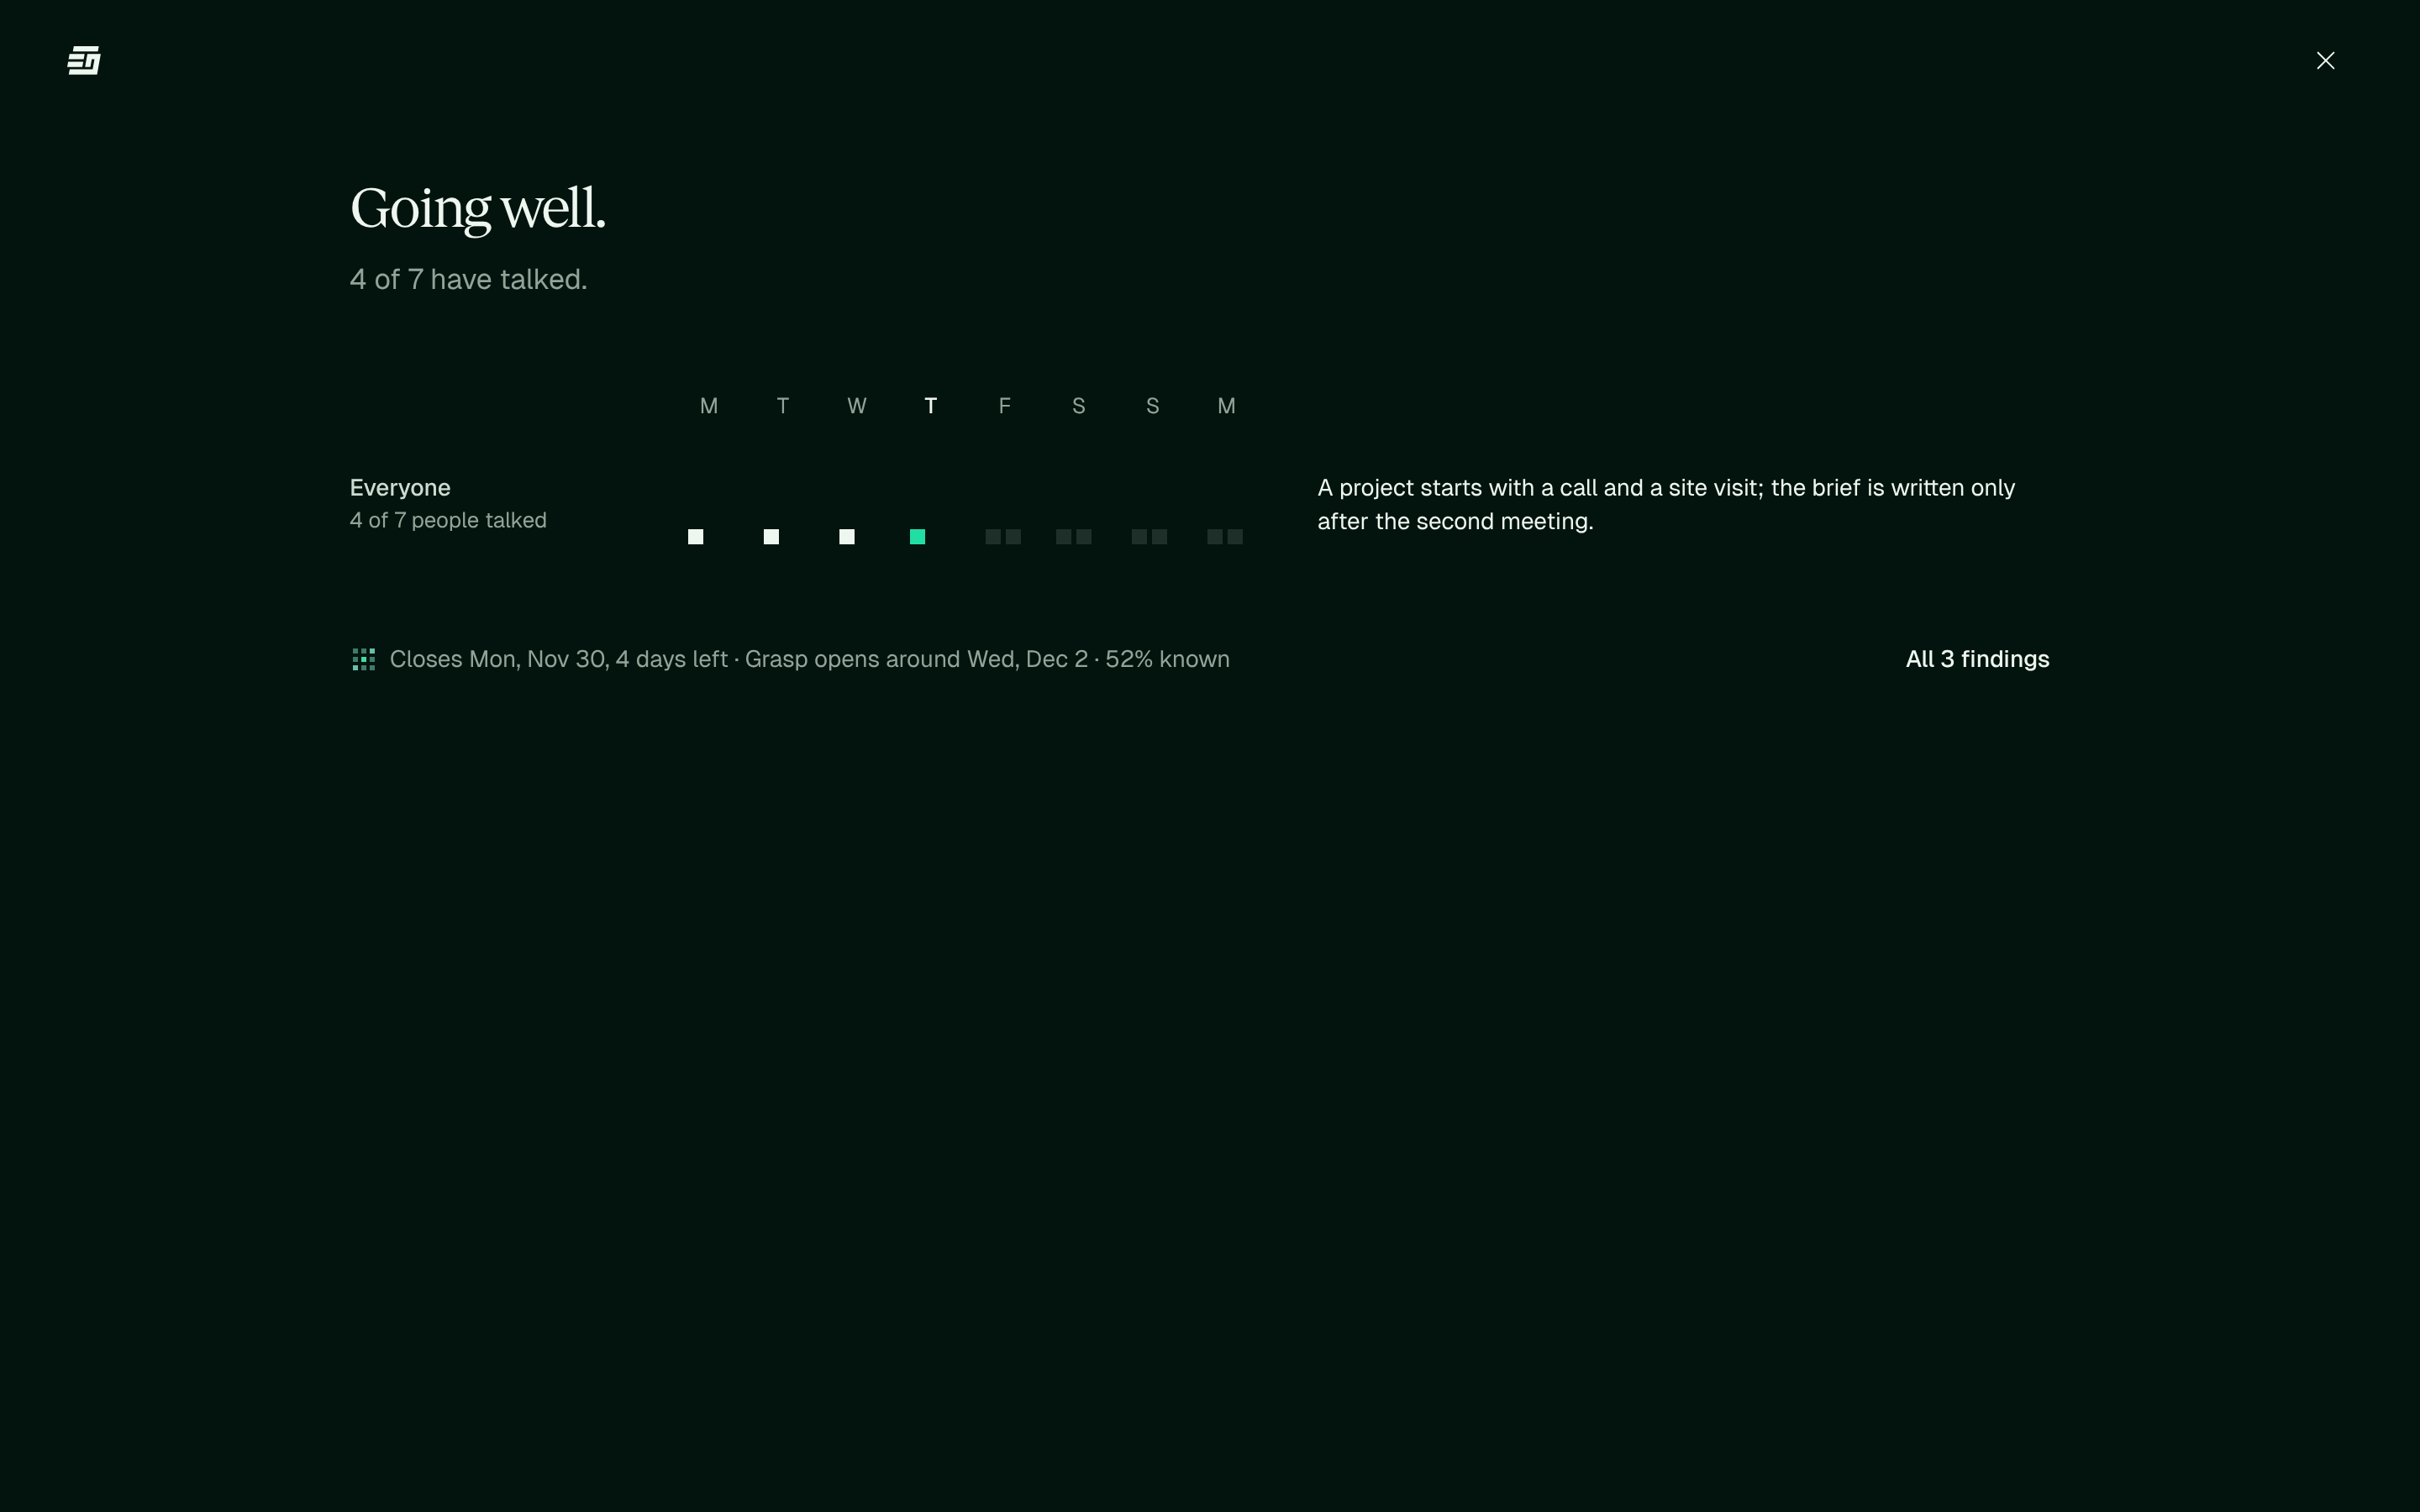 Going well.
4 of 7 have talked.
M T W T F S S M
Everyone
4 of 7 people talked
A project starts with a call and a site visit; the brief is written only
after the second meeting.
Closes Mon, Nov 30, 4 days left · Grasp opens around Wed, Dec 2 · 52% known
All 3 findings